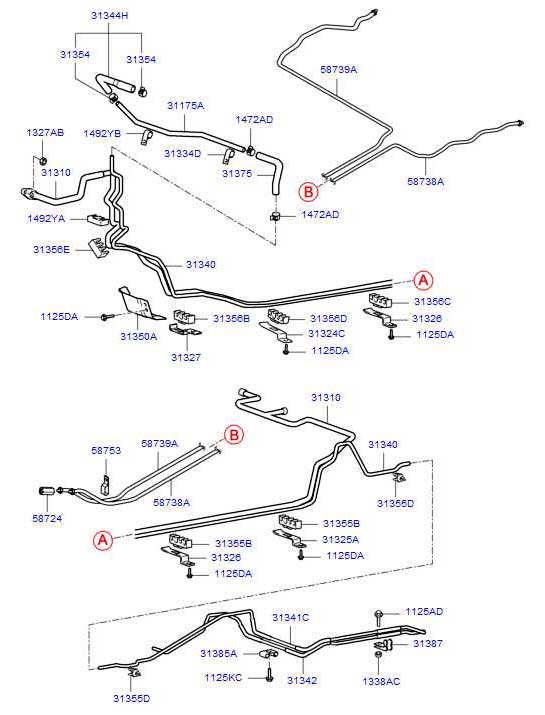 31344H
31354
31354
58739A
31175A
1472AD
1492YB
1327AB
31334D
31310
31375
B
58738A
1492YA
1472AD
31356E
31340
A
31356C
1125DA
31356B
31356D
31326
31350A
31324C
1125DA
31327
1125DA
31310
B
58739A
31340
58753
58738A
31355D
58724
31355B
A
31355B
31325A
31326
1125DA
1125DA
1125AD
31341C
31387
31385A
1125KC
31342
1338AC
31355D